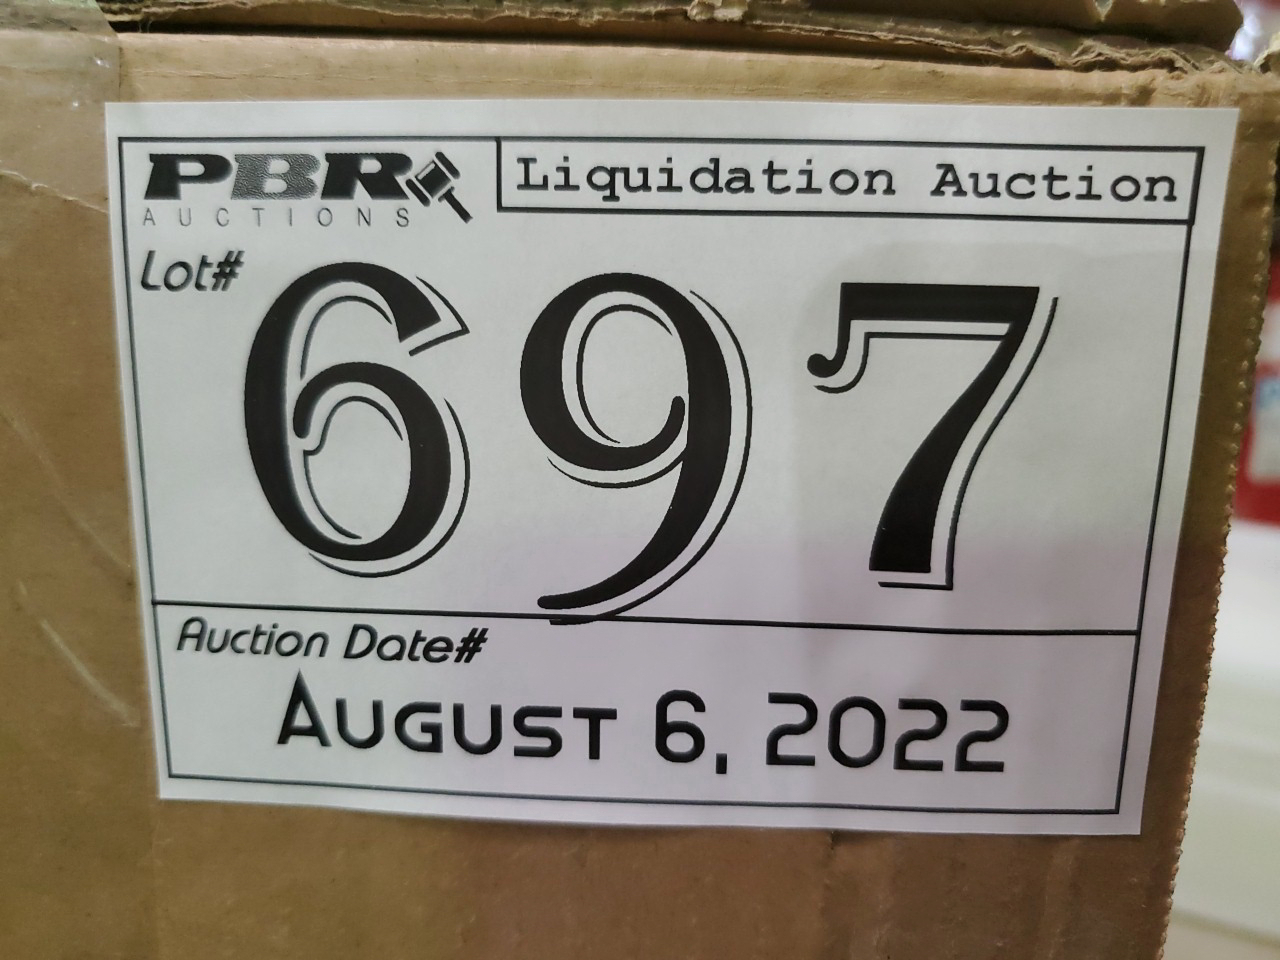 PBR
AUCTIONS
Liquidation Auction
Lot#
697
Auction Date#
AUGUST 6, 2022